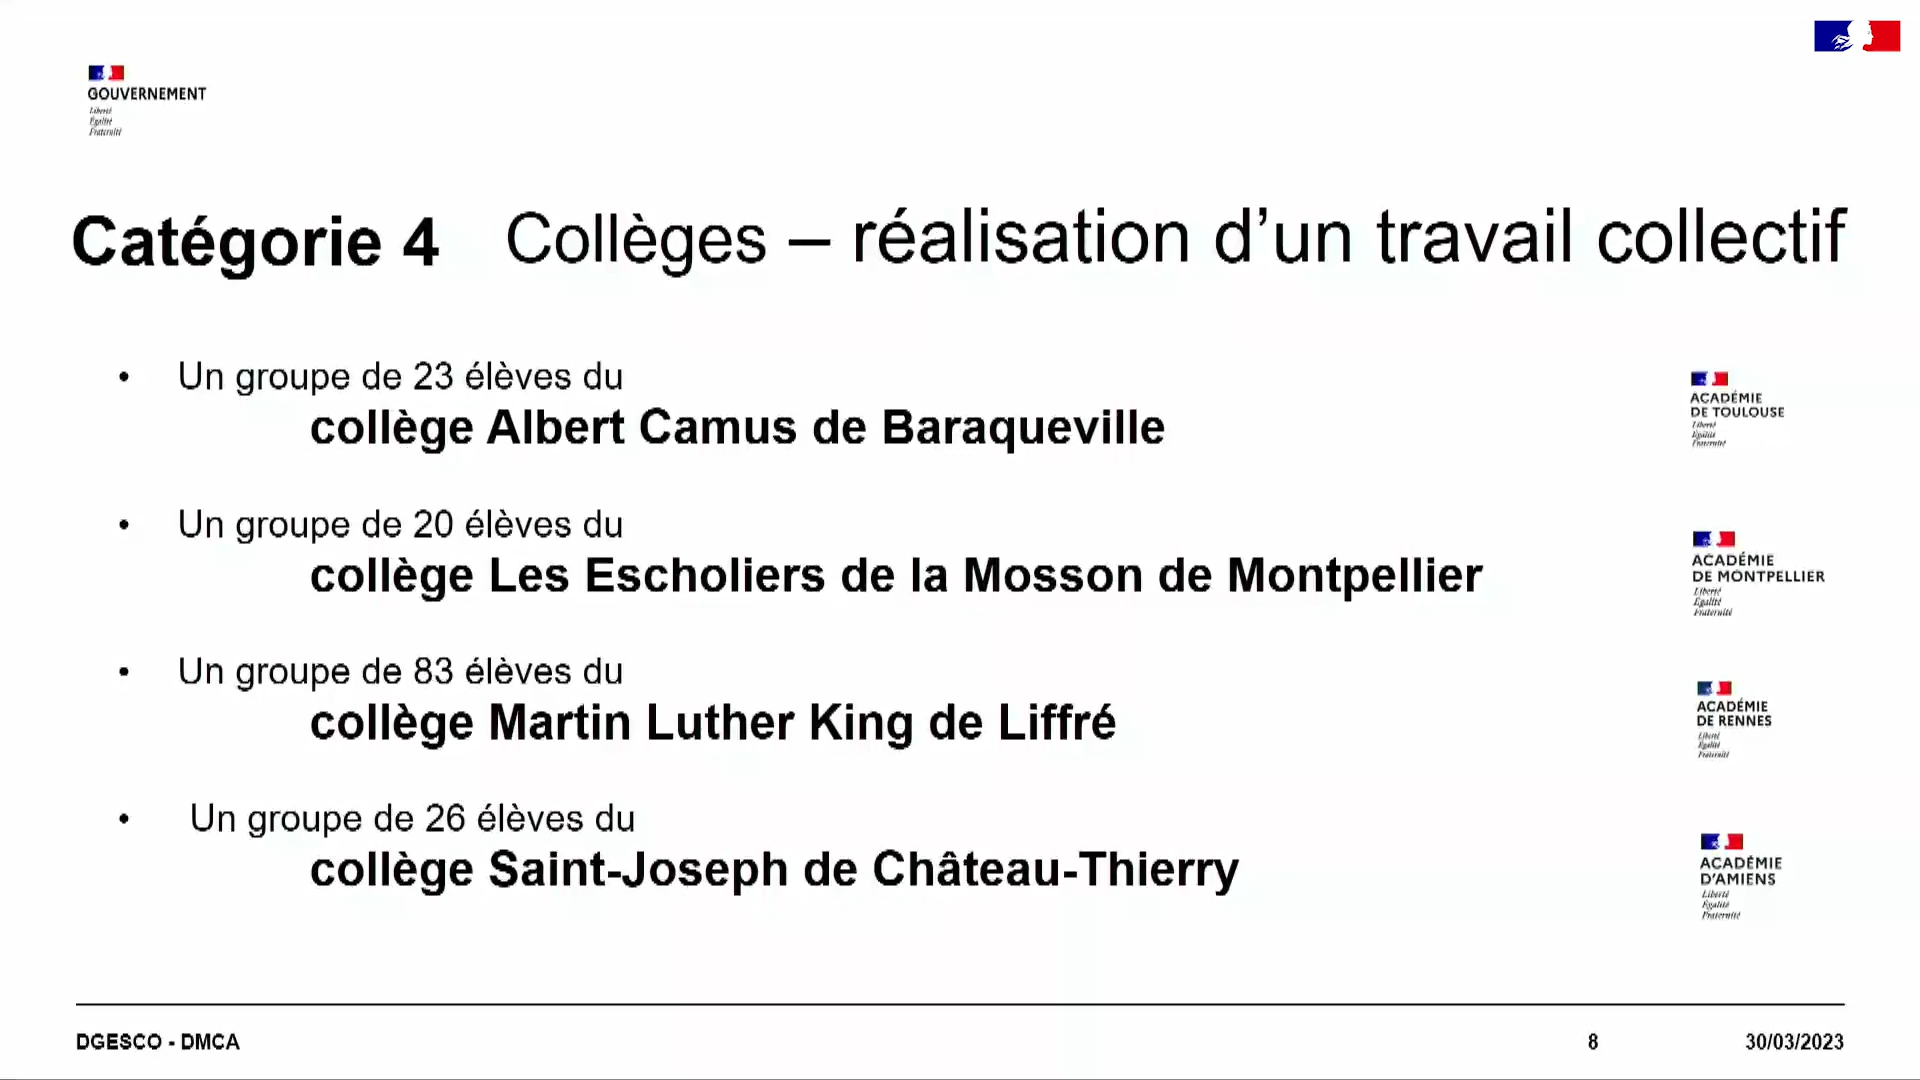 GOUVERNEMENT
Liberté
Égalité
Fraternité
Catégorie 4 Collèges – réalisation d’un travail collectif
• Un groupe de 23 élèves du
collège Albert Camus de Baraqueville
ACADÉMIE
DE TOULOUSE
Liberté
Égalité
Fraternité
• Un groupe de 20 élèves du
collège Les Escholiers de la Mosson de Montpellier
ACADÉMIE
DE MONTPELLIER
Liberté
Égalité
Fraternité
• Un groupe de 83 élèves du
collège Martin Luther King de Liffré
ACADÉMIE
DE RENNES
Liberté
Égalité
Fraternité
• Un groupe de 26 élèves du
collège Saint-Joseph de Château-Thierry
ACADÉMIE
D’AMIENS
Liberté
Égalité
Fraternité
DGESCO - DMCA 8 30/03/2023